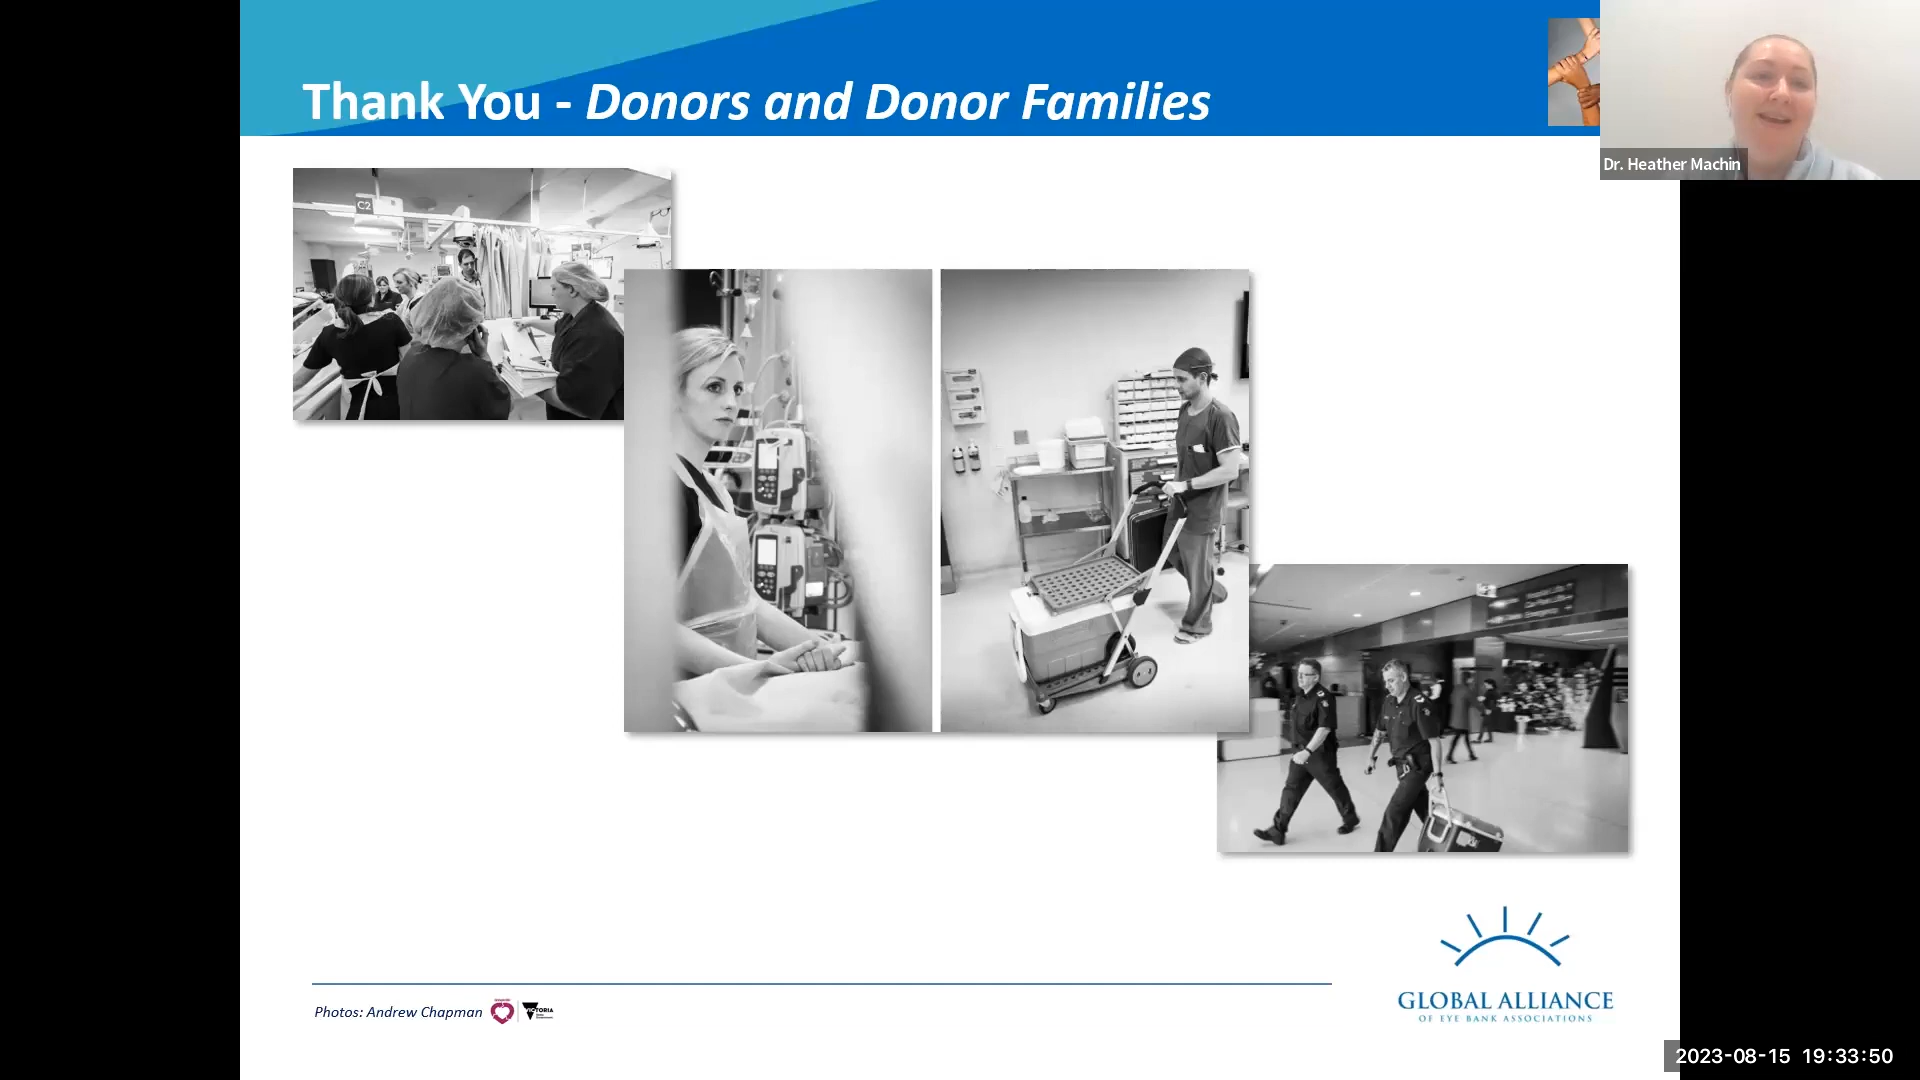 Thank You - Donors and Donor Families
Dr. Heather Machin
C2
Photos: Andrew Chapman
VICTORIA
GLOBAL ALLIANCE
OF EYE BANK ASSOCIATIONS
2023-08-15 19:33:50